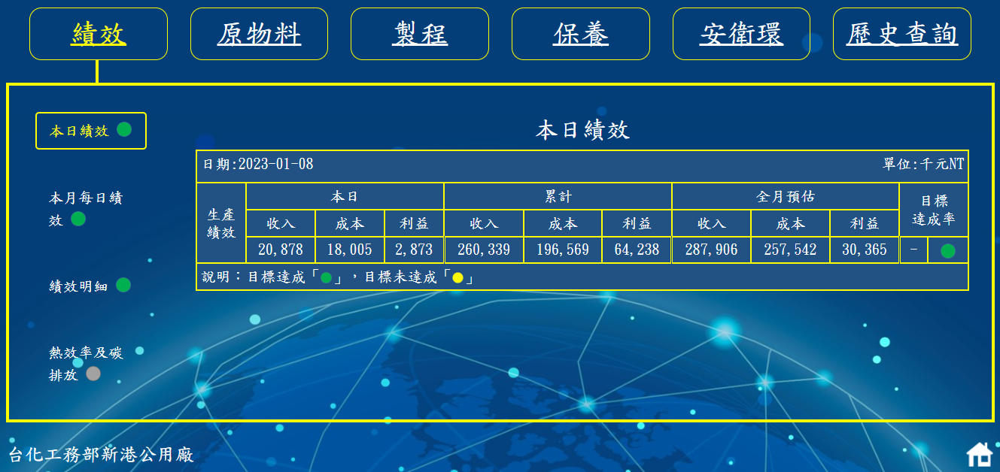 績效 原物料 製程 保養 安衛環 歷史查詢
本日績效
本月每日績
效
績效明細
熱效率及碳
排放
本日績效
日期:2023-01-08 單位:千元NT
生產
績效
本日 累計 全月預估 目標
達成率
收入 成本 利益 收入 成本 利益 收入 成本 利益
20,878 18,005 2,873 260,339 196,569 64,238 287,906 257,542 30,365 -
說明：目標達成「」，目標未達成「」
台化工務部新港公用廠